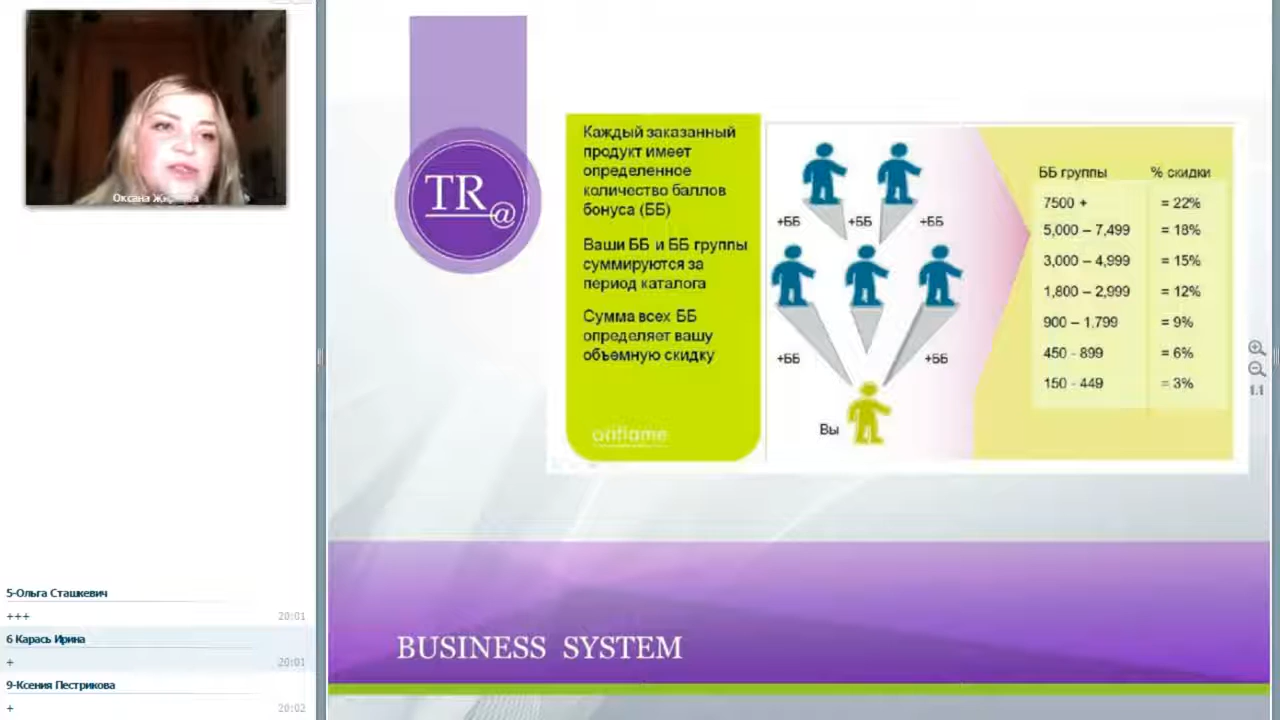 Оксана
TR@
Каждый заказанный
продукт имеет
определенное
количество баллов
бонуса (ББ)
Ваши ББ и ББ группы
суммируются за
период каталога
Сумма всех ББ
определяет вашу
объемную скидку
oriflame
+ББ +ББ +ББ
+ББ +ББ
Вы
ББ группы % скидки
7500 + = 22%
5,000 – 7,499 = 18%
3,000 – 4,999 = 15%
1,800 – 2,999 = 12%
900 – 1,799 = 9%
450 - 899 = 6%
150 - 449 = 3%
1:1
BUSINESS SYSTEM
5-Ольга Сташкевич
+++ 20:01
6 Карась Ирина
+ 20:01
9-Ксения Пестрикова
+ 20:02